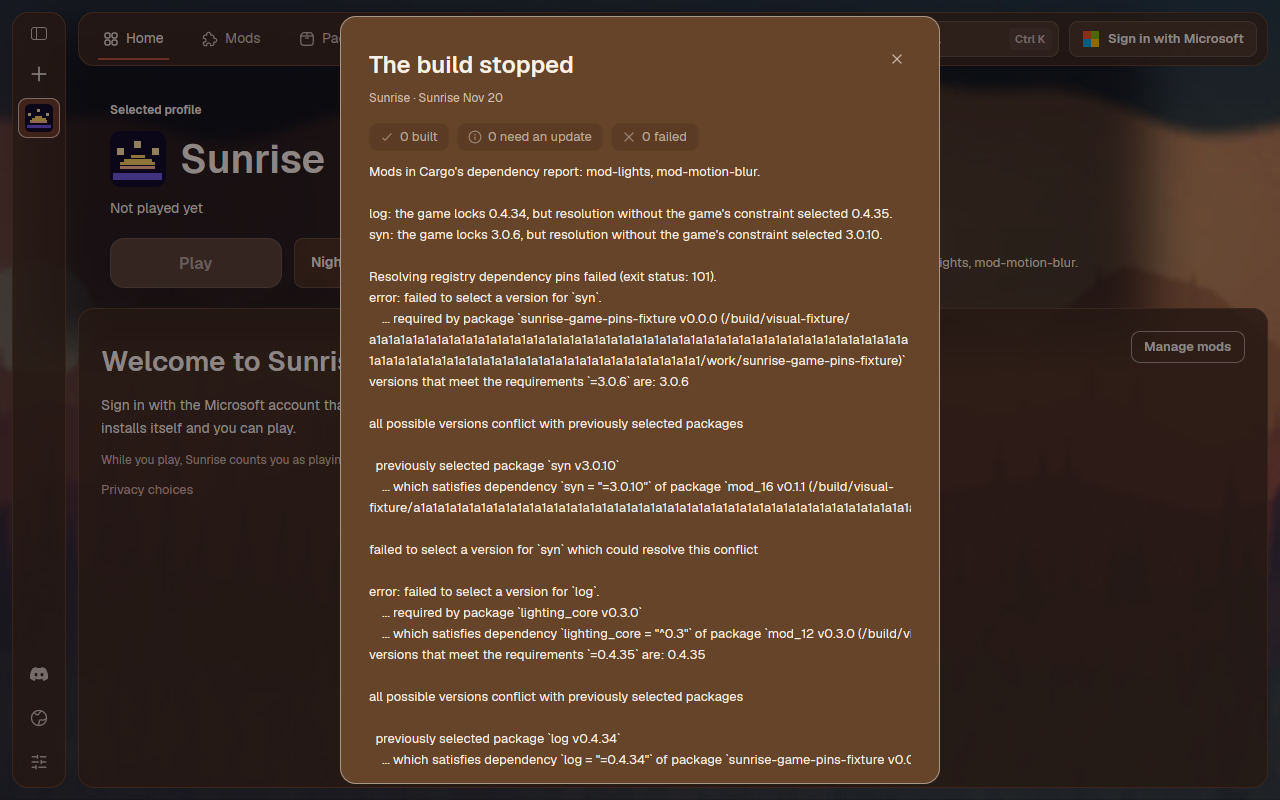 Home
Mods
Ctrl K
Sign in with Microsoft
Selected profile
Sunrise
Not played yet
Play
Manage mods
Sign in with the Microsoft account
installs itself and you can play.
While you play, Sunrise counts you as
Privacy choices
Welcome to
mod-motion-blur.
The build stopped
Sunrise · Sunrise Nov 20
0 built
0 need an update
0 failed
Mods in Cargo's dependency report: mod-lights, mod-motion-blur.
log: the game locks 0.4.34, but resolution without the game's constraint selected 0.4.35.
syn: the game locks 3.0.6, but resolution without the game's constraint selected 3.0.10.
Resolving registry dependency pins failed (exit status: 101).
error: failed to select a version for `syn`.
... required by package `sunrise-game-pins-fixture v0.0.0 (/build/visual-fixture/
/work/sunrise-game-pins-fixture)`
versions that meet the requirements `=3.0.6` are: 3.0.6
all possible versions conflict with previously selected packages
previously selected package `syn v3.0.10`
... which satisfies dependency `syn = "=3.0.10"` of package `mod_16 v0.1.1 (/build/visual-
fixture/
failed to select a version for `syn` which could resolve this conflict
error: failed to select a version for `log`.
... required by package `lighting_core v0.3.0`
... which satisfies dependency `lighting_core = "^0.3"` of package `mod_12 v0.3.0 (/build/
versions that meet the requirements `=0.4.35` are: 0.4.35
all possible versions conflict with previously selected packages
previously selected package `log v0.4.34`
... which satisfies dependency `log = "=0.4.34"` of package `sunrise-game-pins-fixture